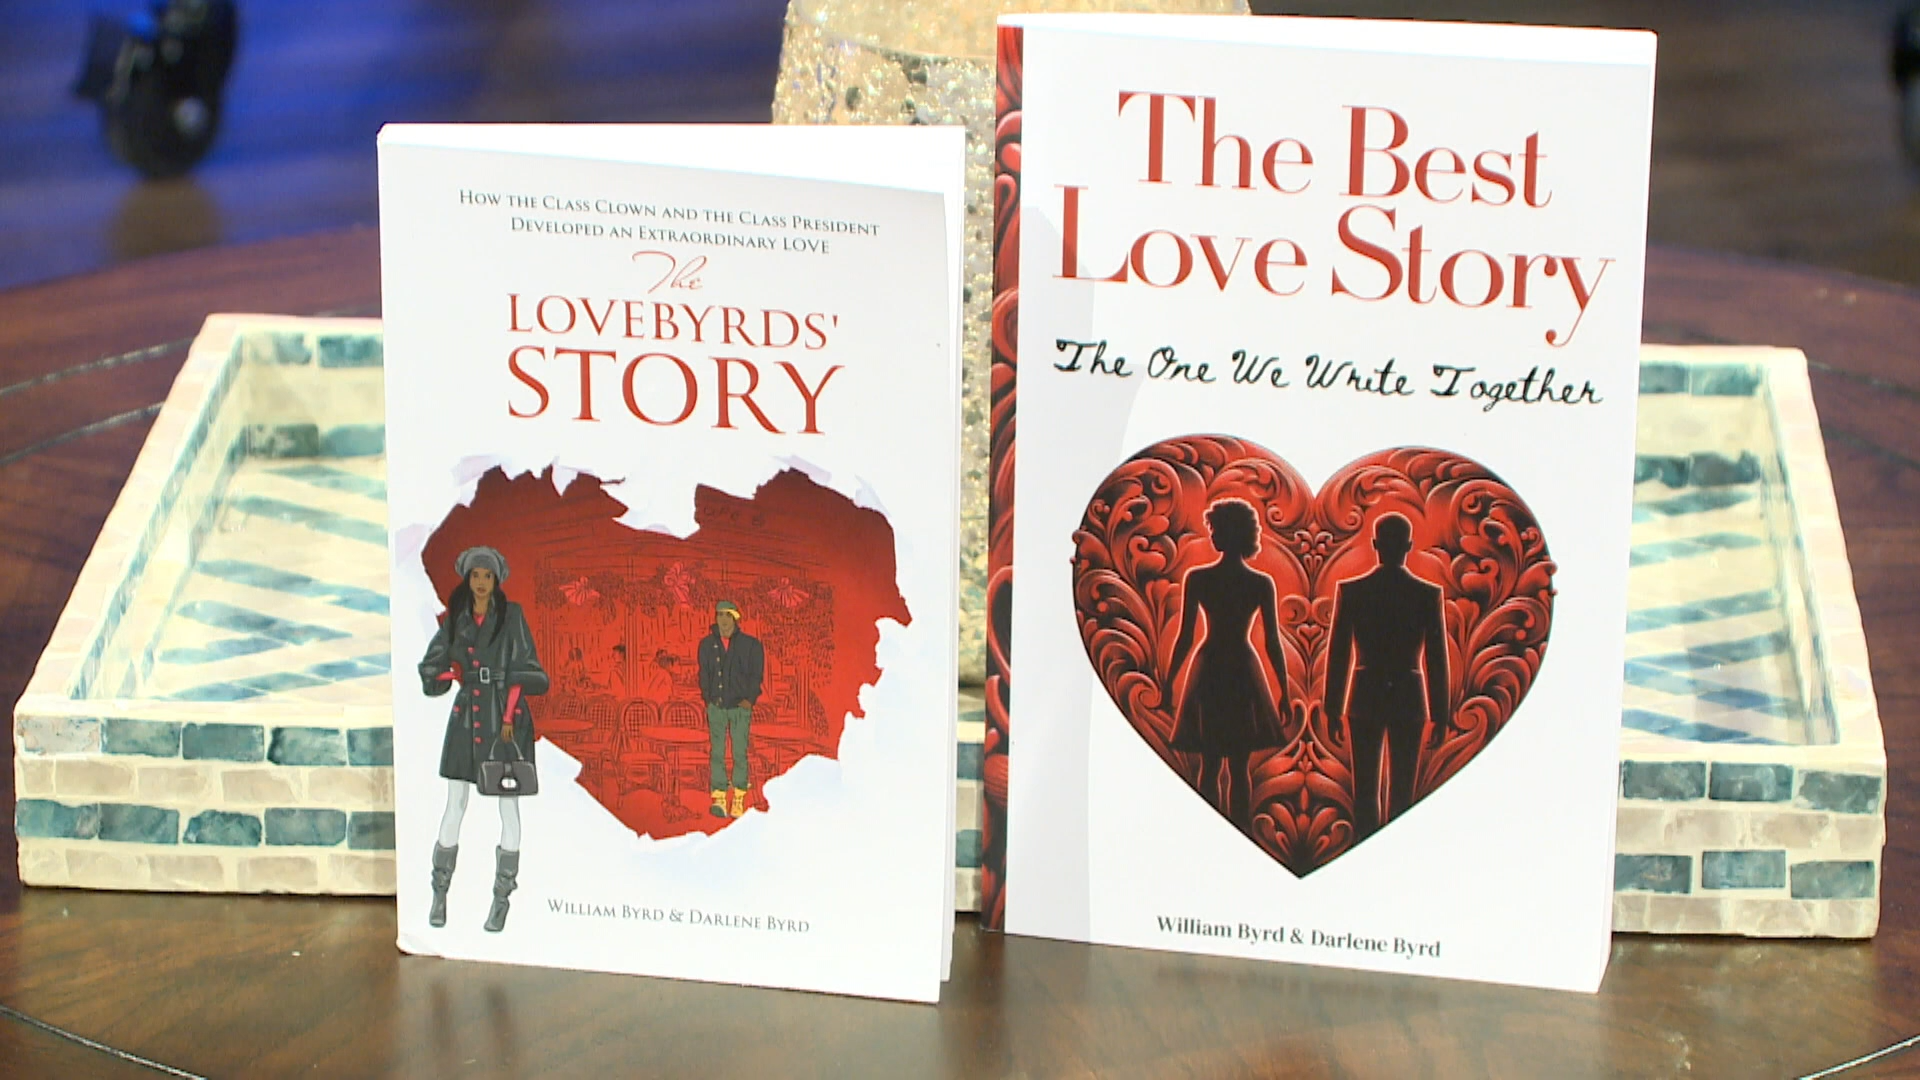 HOW THE CLASS CLOWN AND THE CLASS PRESIDENT
DEVELOPED AN EXTRAORDINARY LOVE
The
LOVEBYRDS'
STORY
WILLIAM BYRD & DARLENE BYRD
The Best
Love Story
The One We Write Together
William Byrd & Darlene Byrd